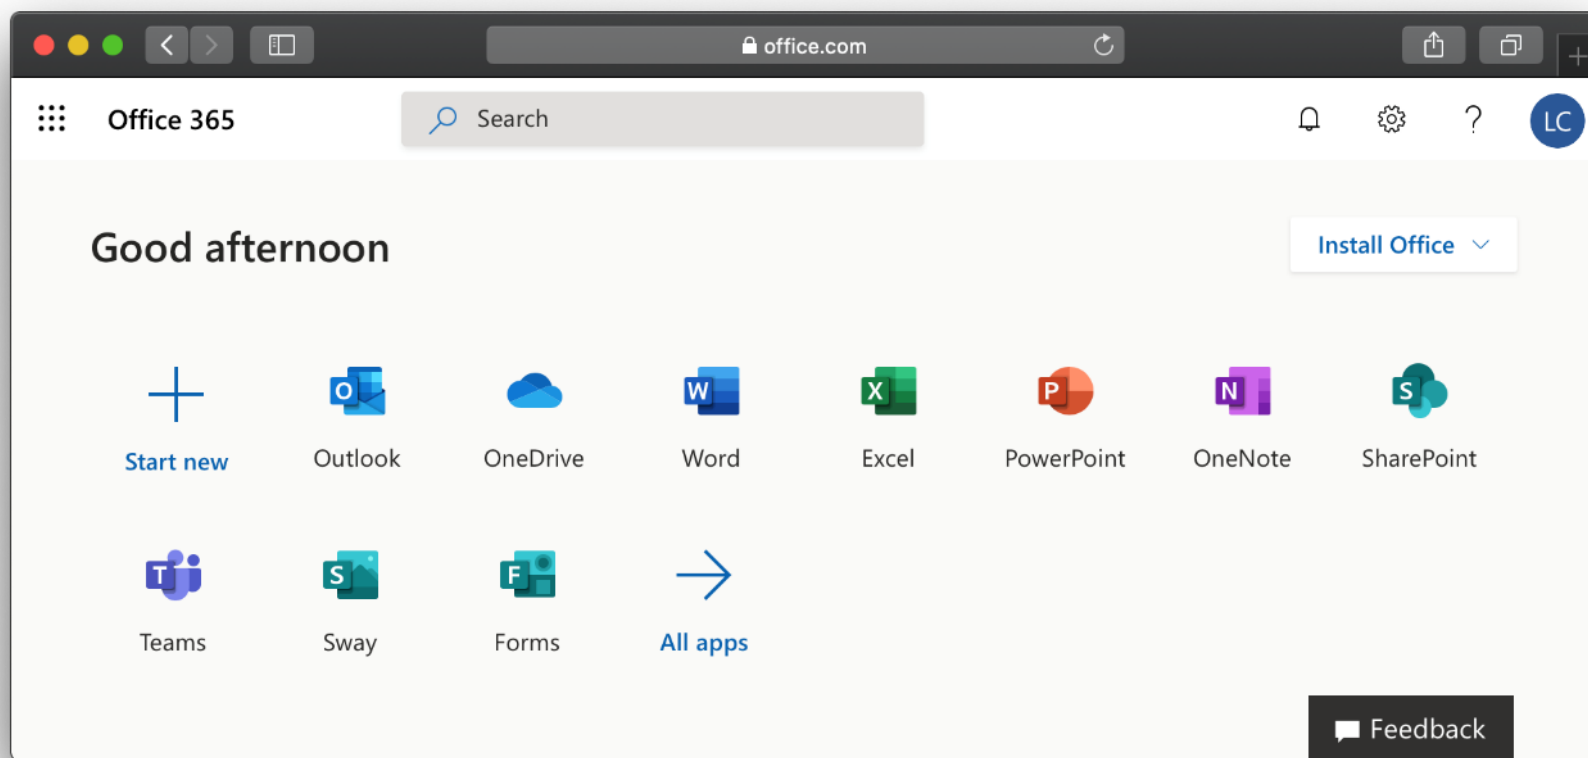 office.com
Office 365
Search
?
LC
Good afternoon
Install Office
Start new
O
Outlook
OneDrive
W
Word
X
Excel
P
PowerPoint
N
OneNote
S
SharePoint
T
Teams
S
Sway
F
Forms
All apps
Feedback